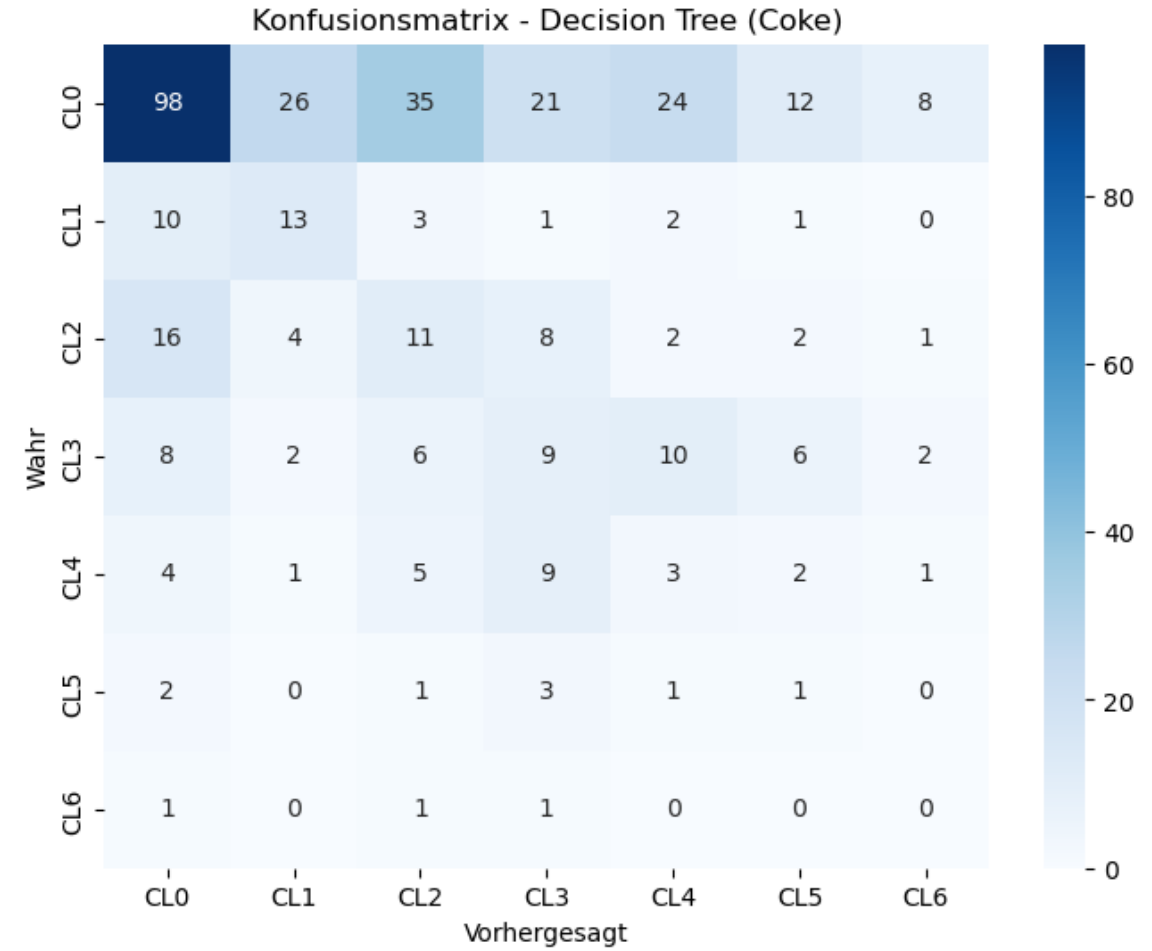 Konfusionsmatrix - Decision Tree (Coke)
CL0 98 26 35 21 24 12 8
CL1 10 13 3 1 2 1 0
CL2 16 4 11 8 2 2 1
CL3 8 2 6 9 10 6 2
CL4 4 1 5 9 3 2 1
CL5 2 0 1 3 1 1 0
CL6 1 0 1 1 0 0 0
CL0 CL1 CL2 CL3 CL4 CL5 CL6
Vorhergesagt
Wahr
80
60
40
20
0